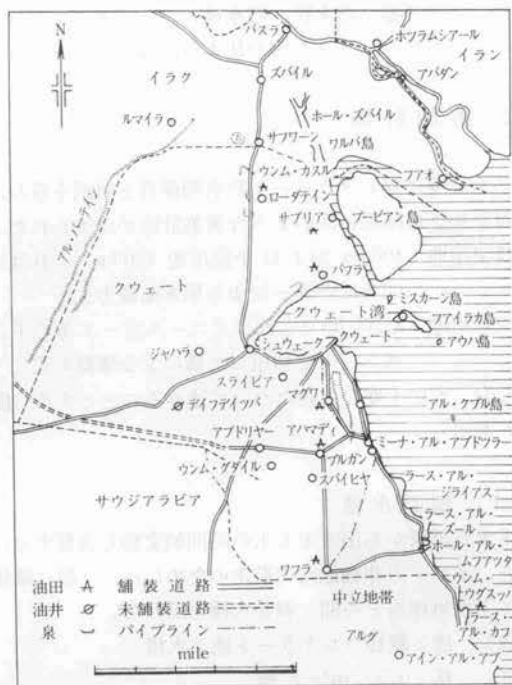 N
バスラ
ホツラムシアール
イラン
イラク
ズバイル
アバダン
ルマイラ
ホール・ズバイル
サフワーン
ワルバ島
ウンム・カスル
フアオ
ローダテイン
サブリア
ブービアン島
アル・バーテイン
バフラ
クウェート
ミスカーン島
クウェート湾
フアイラカ島
ジャハラ
シュウェーク
クウェート
アウハ島
スライビア
マグワ
アル・クブル島
デイフテイツバ
アハマディ
ミーナ・アル・アブドツラ
アブドリヤー
ブルガン
ウンム・グダイル
スバイヒヤ
ラース・アル・
ジライアス
サウジアラビア
ラース・アル・
ズール
ホール・アル・
ムフアツタ
ワフラ
ウンム・
中立地帯
ラース・
アル・カフ
アルグ
アイン・アル・アブ
油田 舗装道路
油井 未舗装道路
泉 パイプライン
mile